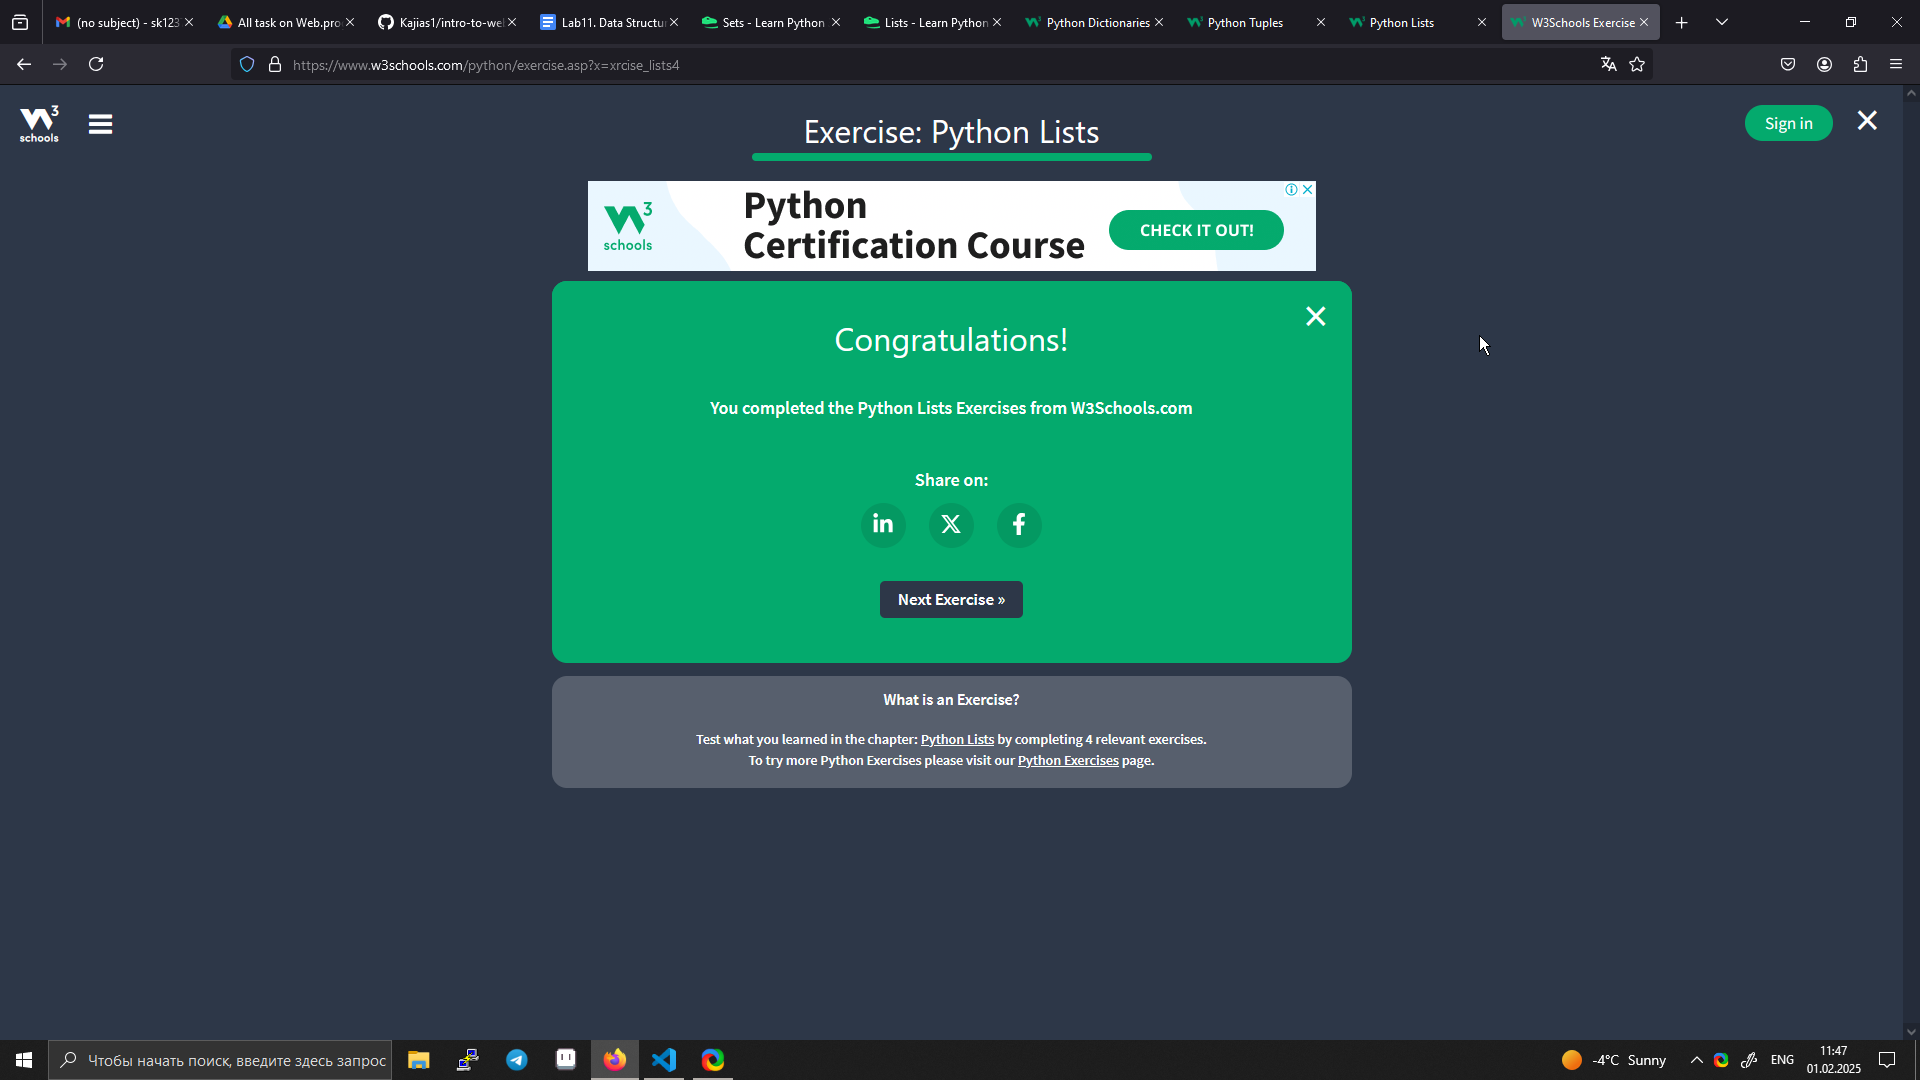 (no subject) - sk123
All task on Web.pro
Kajias1/intro-to-we
Lab11. Data Structu
Sets - Learn Python
Lists - Learn Python
Python Dictionaries
Python Tuples
Python Lists
W3Schools Exercise
https://www.w3schools.com/python/exercise.asp?x=xrcise_lists4
3
schools
Exercise: Python Lists
Sign in
3
schools
Python
Certification Course
CHECK IT OUT!
Congratulations!
You completed the Python Lists Exercises from W3Schools.com
Share on:
Next Exercise »
What is an Exercise?
Test what you learned in the chapter: Python Lists by completing 4 relevant exercises.
To try more Python Exercises please visit our Python Exercises page.
Чтобы начать поиск, введите здесь запрос
-4°C Sunny
ENG
11:47
01.02.2025